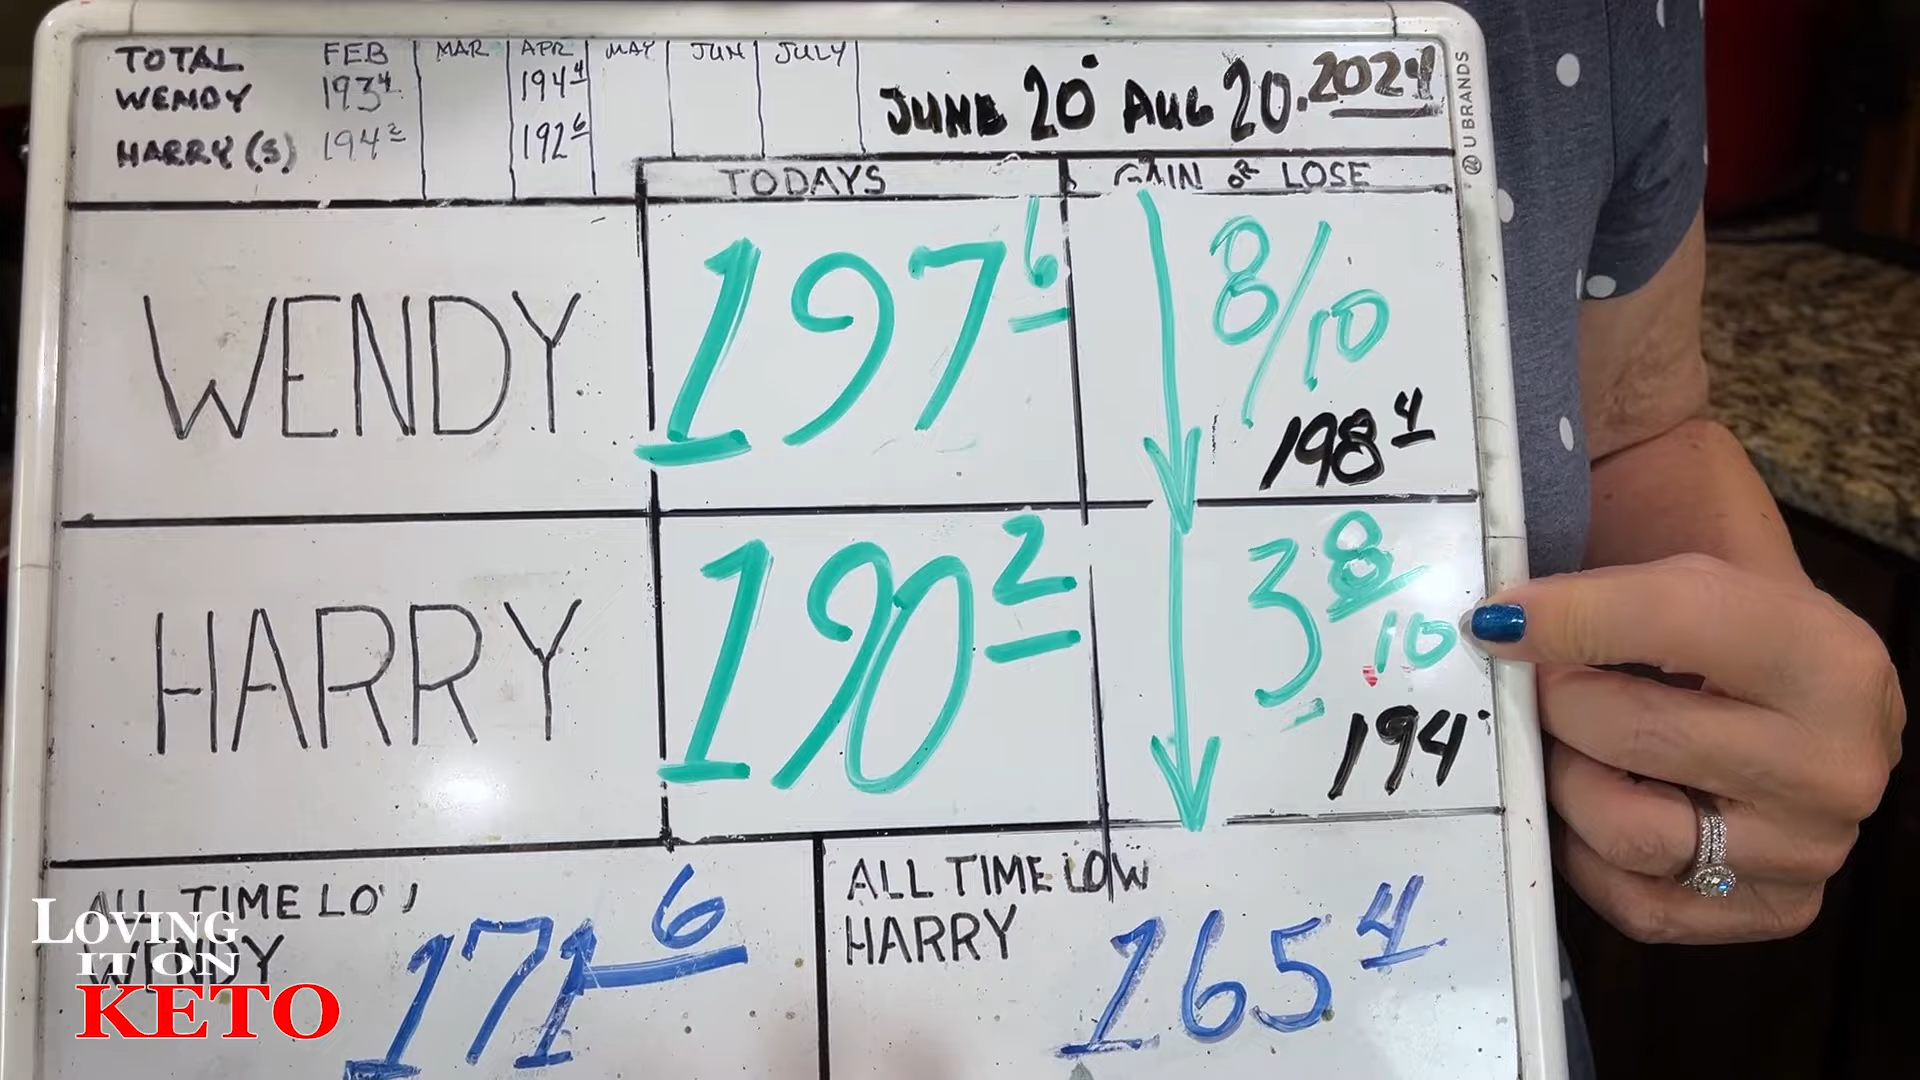 TOTAL FEB MAR APR MAY JUN JULY
WENDY 193⁴ 194⁴
HARRY (S) 194² 192⁶
JUNE 20 AUG 20.2024
U BRANDS
TODAYS GAIN OR LOSE
WENDY 197⁶ 8/10
198⁴
HARRY 190² 3 8/10
194
ALL TIME LOW
WENDY 171⁶
ALL TIME LOW
HARRY 165⁴
LOVING
IT ON
KETO